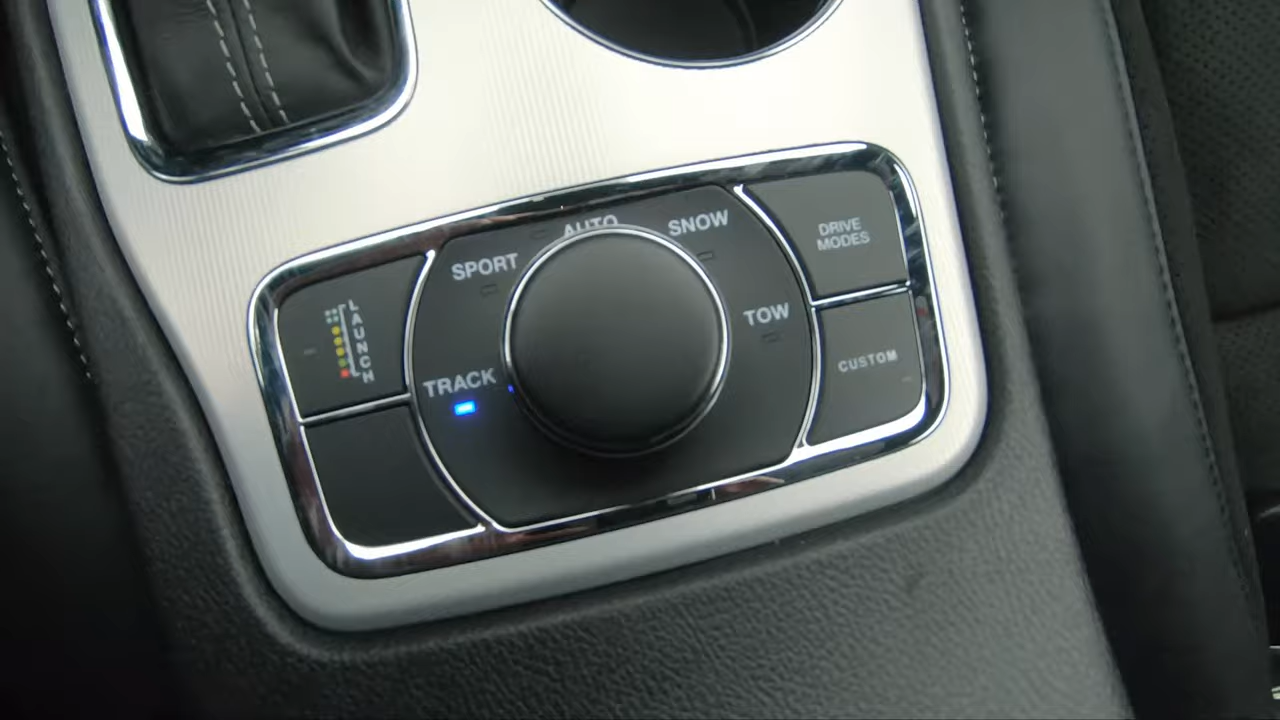 AUTO
SNOW
SPORT
TOW
TRACK
LAUNCH
DRIVE
MODES
CUSTOM